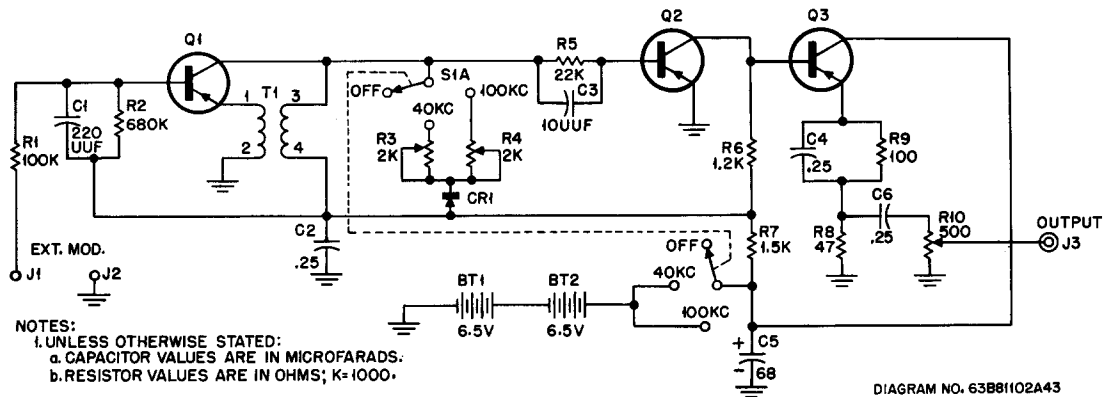 Q1
Q2
Q3
C1
220
UUF
R2
680K
R1
100K
1
T1
3
2
4
OFF
S1A
40KC
100KC
R3
2K
R4
2K
CR1
R5
22K
C3
10UUF
R6
1.2K
C4
.25
R9
100
C6
.25
R8
47
R10
500
OUTPUT
J3
C2
.25
EXT. MOD.
J1
J2
R7
1.5K
OFF
40KC
100KC
BT1
6.5V
BT2
6.5V
+
C5
-
68
NOTES:
1. UNLESS OTHERWISE STATED:
a. CAPACITOR VALUES ARE IN MICROFARADS.
b. RESISTOR VALUES ARE IN OHMS; K=1000.
DIAGRAM NO. 63B81102A43